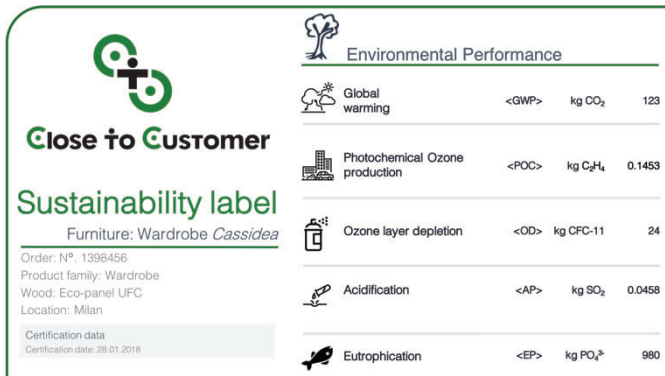 Close to Customer
Sustainability label
Furniture: Wardrobe Cassidea
Order: Nº. 1398456
Product family: Wardrobe
Wood: Eco-panel UFC
Location: Milan
Certification data
Certification date: 28.01.2018
Environmental Performance
Global
warming <GWP> kg CO₂ 123
Photochemical Ozone
production <POC> kg C₂H₄ 0.1453
Ozone layer depletion <OD> kg CFC-11 24
Acidification <AP> kg SO₂ 0.0458
Eutrophication <EP> kg PO₄³⁻ 980